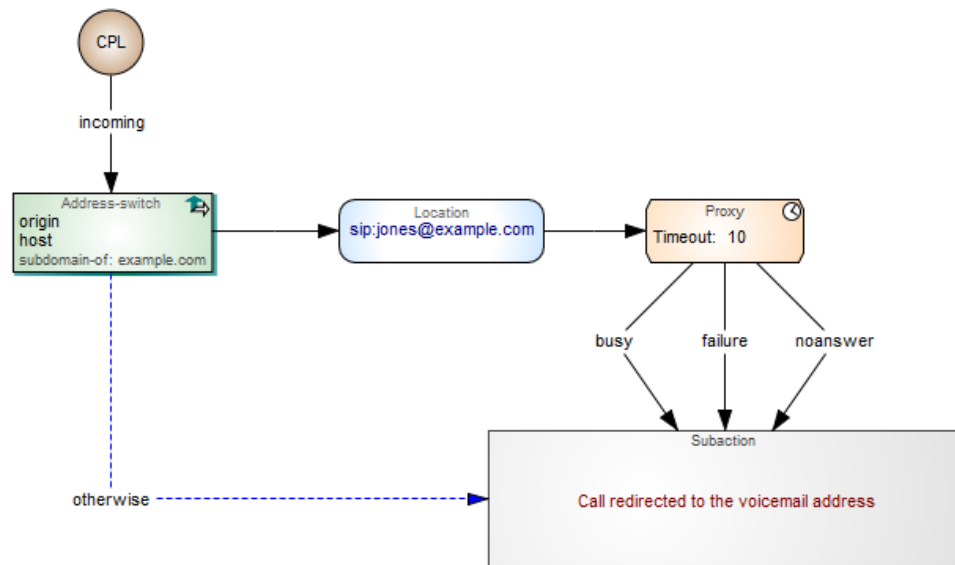 CPL
incoming
Address-switch
origin
host
subdomain-of: example.com
Location
sip:jones@example.com
Proxy
Timeout: 10
busy
failure
noanswer
otherwise
Subaction
Call redirected to the voicemail address